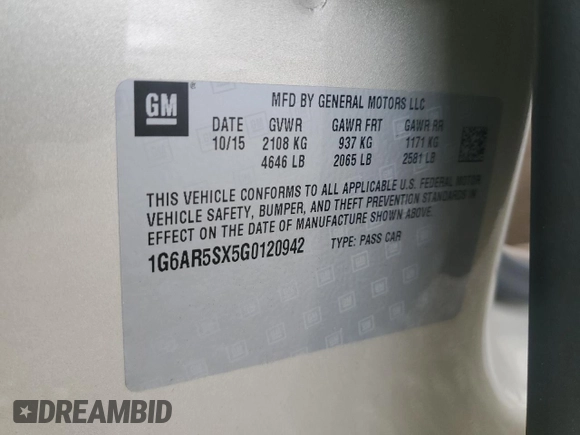 GM
®
MFD BY GENERAL MOTORS LLC
DATE GVWR GAWR FRT GAWR RR
10/15 2108 KG 937 KG 1171 KG
4646 LB 2065 LB 2581 LB
THIS VEHICLE CONFORMS TO ALL APPLICABLE U.S. FEDERAL MOTOR
VEHICLE SAFETY, BUMPER, AND THEFT PREVENTION STANDARDS IN
EFFECT ON THE DATE OF MANUFACTURE SHOWN ABOVE.
1G6AR5SX5G0120942 TYPE: PASS CAR
DREAMBID